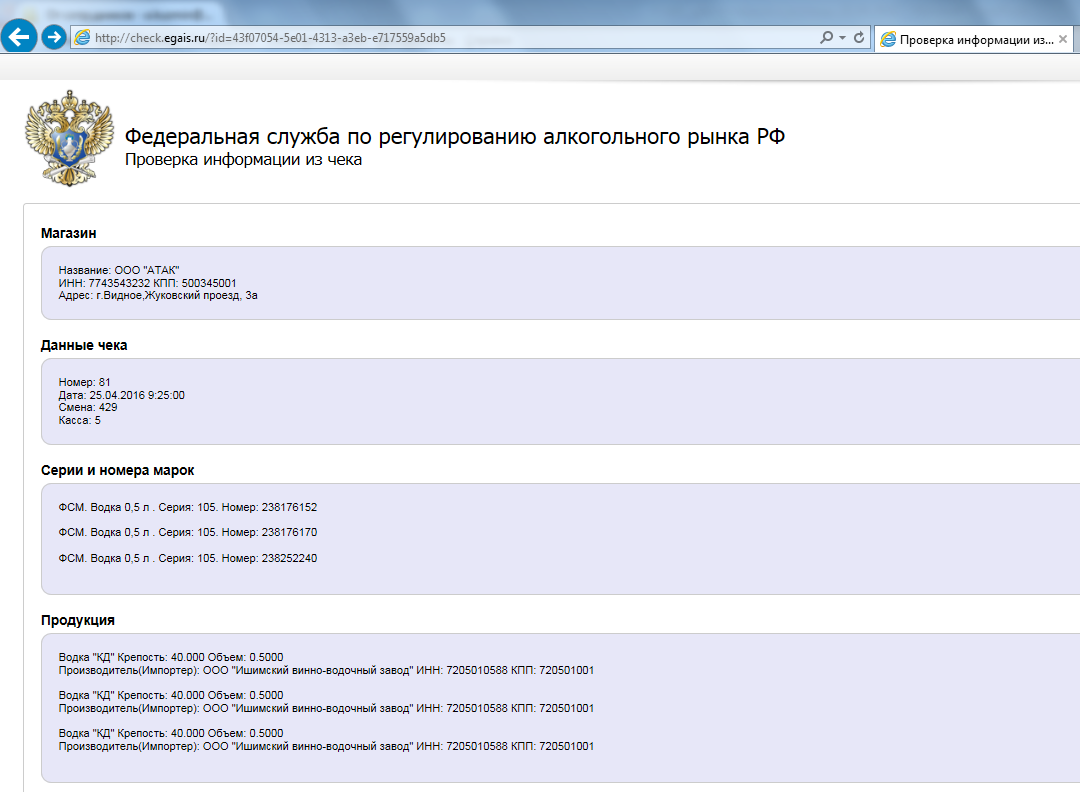 http://check.egais.ru/?id=43f07054-5e01-4313-a3eb-e717559a5db5
Проверка информации из...
Федеральная служба по регулированию алкогольного рынка РФ
Проверка информации из чека
Магазин
Название: ООО "АТАК"
ИНН: 7743543232 КПП: 500345001
Адрес: г.Видное,Жуковский проезд, 3а
Данные чека
Номер: 81
Дата: 25.04.2016 9:25:00
Смена: 429
Касса: 5
Серии и номера марок
ФСМ. Водка 0,5 л . Серия: 105. Номер: 238176152
ФСМ. Водка 0,5 л . Серия: 105. Номер: 238176170
ФСМ. Водка 0,5 л . Серия: 105. Номер: 238252240
Продукция
Водка "КД" Крепость: 40.000 Объем: 0.5000
Производитель(Импортер): ООО "Ишимский винно-водочный завод" ИНН: 7205010588 КПП: 720501001
Водка "КД" Крепость: 40.000 Объем: 0.5000
Производитель(Импортер): ООО "Ишимский винно-водочный завод" ИНН: 7205010588 КПП: 720501001
Водка "КД" Крепость: 40.000 Объем: 0.5000
Производитель(Импортер): ООО "Ишимский винно-водочный завод" ИНН: 7205010588 КПП: 720501001